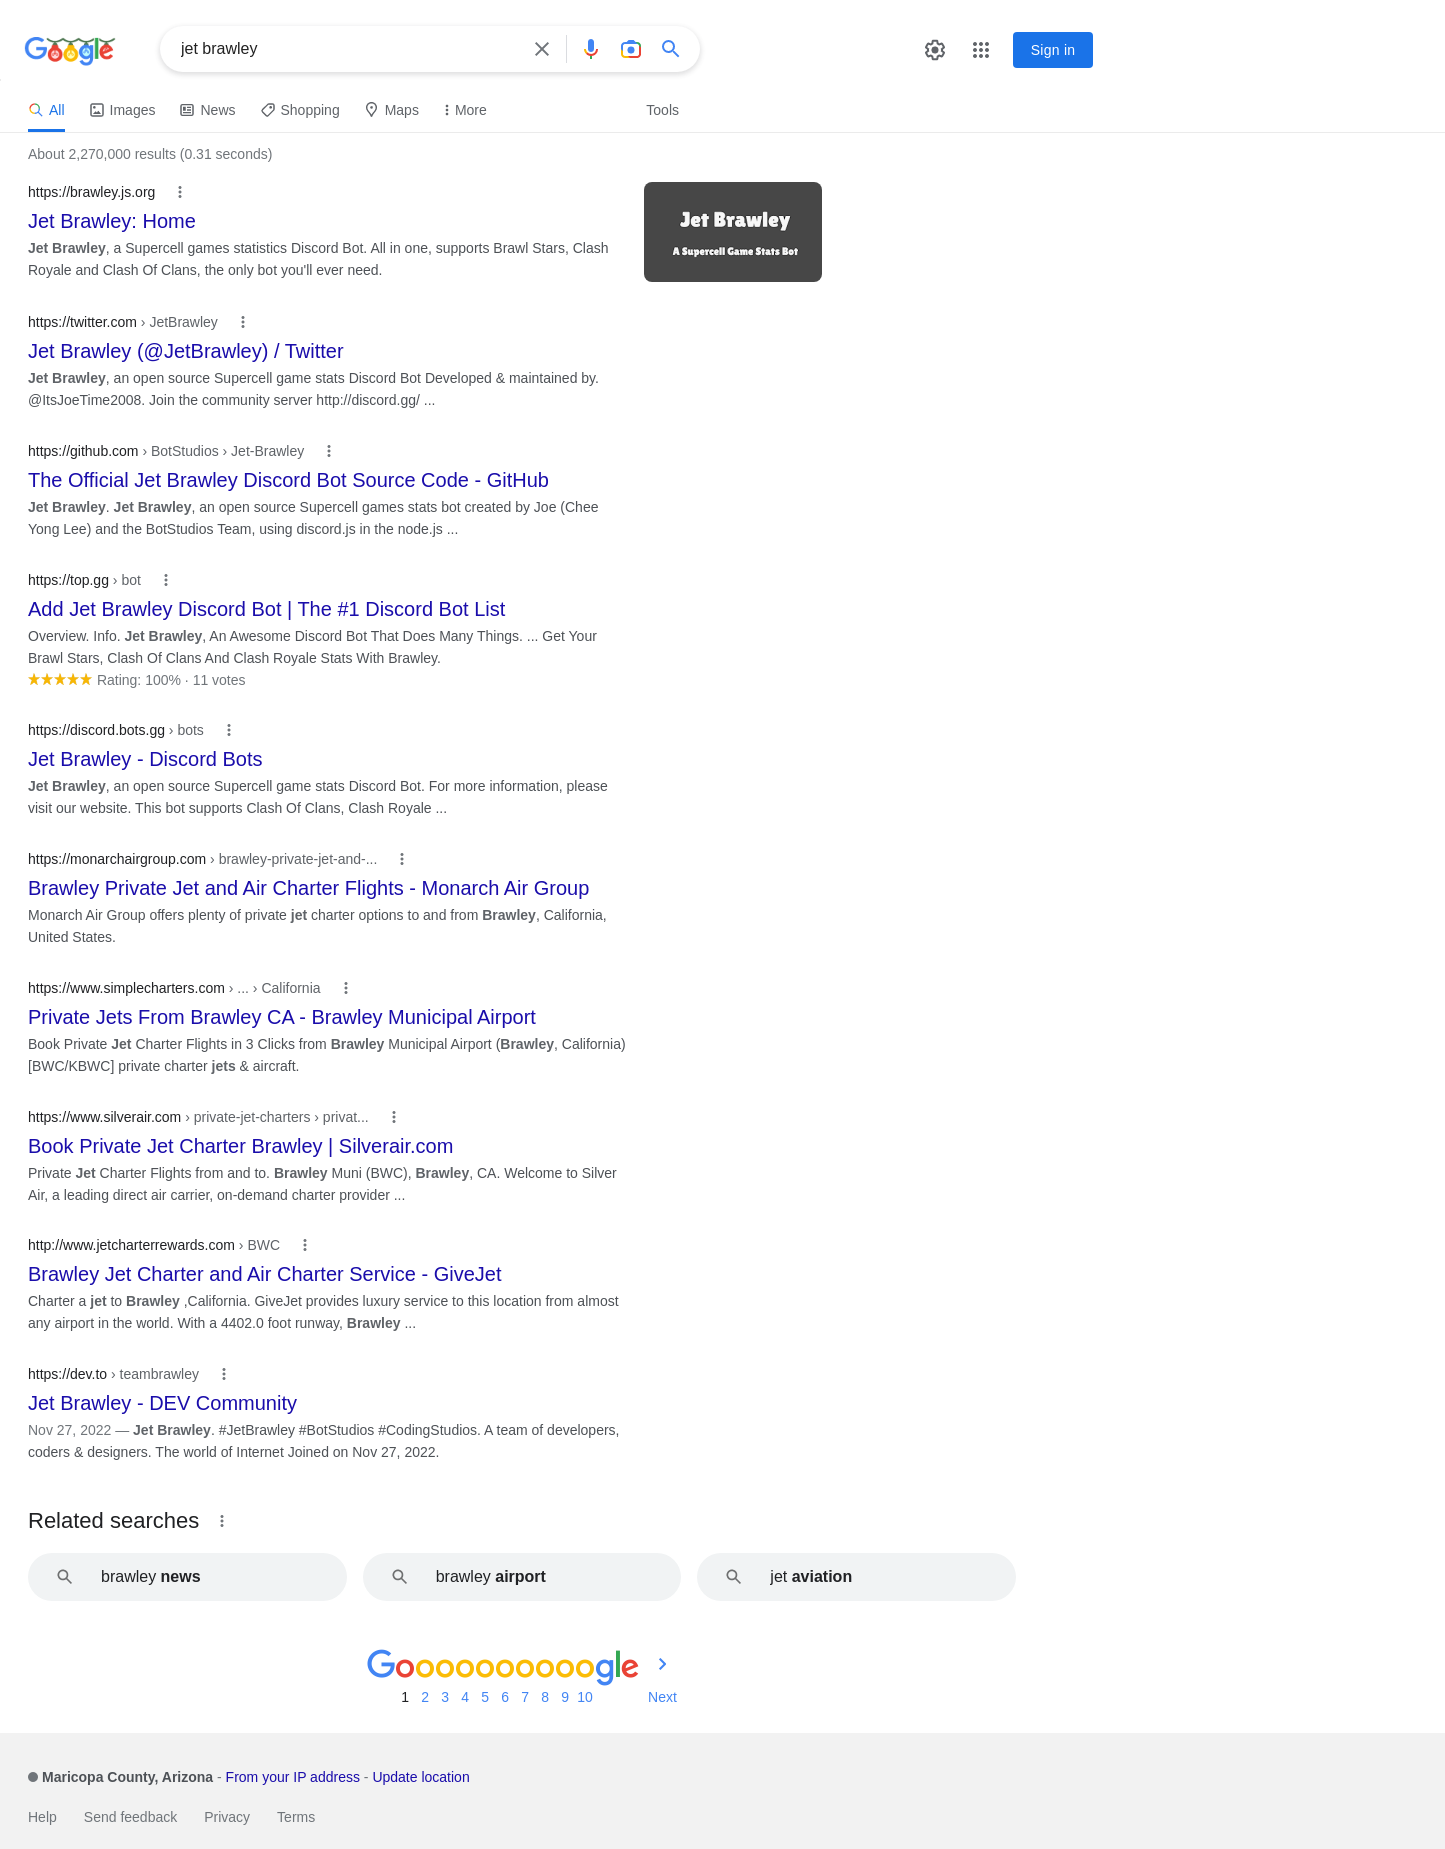 Google
jet brawley
Sign in
All Images News Shopping Maps More Tools
About 2,270,000 results (0.31 seconds)
https://brawley.js.org
Jet Brawley: Home
Jet Brawley, a Supercell games statistics Discord Bot. All in one, supports Brawl Stars, Clash
Royale and Clash Of Clans, the only bot you'll ever need.
Jet Brawley
A Supercell Game Stats Bot
https://twitter.com › JetBrawley
Jet Brawley (@JetBrawley) / Twitter
Jet Brawley, an open source Supercell game stats Discord Bot Developed & maintained by.
@ItsJoeTime2008. Join the community server http://discord.gg/ ...
https://github.com › BotStudios › Jet-Brawley
The Official Jet Brawley Discord Bot Source Code - GitHub
Jet Brawley. Jet Brawley, an open source Supercell games stats bot created by Joe (Chee
Yong Lee) and the BotStudios Team, using discord.js in the node.js ...
https://top.gg › bot
Add Jet Brawley Discord Bot | The #1 Discord Bot List
Overview. Info. Jet Brawley, An Awesome Discord Bot That Does Many Things. ... Get Your
Brawl Stars, Clash Of Clans And Clash Royale Stats With Brawley.
Rating: 100% · 11 votes
https://discord.bots.gg › bots
Jet Brawley - Discord Bots
Jet Brawley, an open source Supercell game stats Discord Bot. For more information, please
visit our website. This bot supports Clash Of Clans, Clash Royale ...
https://monarchairgroup.com › brawley-private-jet-and-...
Brawley Private Jet and Air Charter Flights - Monarch Air Group
Monarch Air Group offers plenty of private jet charter options to and from Brawley, California,
United States.
https://www.simplecharters.com › ... › California
Private Jets From Brawley CA - Brawley Municipal Airport
Book Private Jet Charter Flights in 3 Clicks from Brawley Municipal Airport (Brawley, California)
[BWC/KBWC] private charter jets & aircraft.
https://www.silverair.com › private-jet-charters › privat...
Book Private Jet Charter Brawley | Silverair.com
Private Jet Charter Flights from and to. Brawley Muni (BWC), Brawley, CA. Welcome to Silver
Air, a leading direct air carrier, on-demand charter provider ...
http://www.jetcharterrewards.com › BWC
Brawley Jet Charter and Air Charter Service - GiveJet
Charter a jet to Brawley ,California. GiveJet provides luxury service to this location from almost
any airport in the world. With a 4402.0 foot runway, Brawley ...
https://dev.to › teambrawley
Jet Brawley - DEV Community
Nov 27, 2022 — Jet Brawley. #JetBrawley #BotStudios #CodingStudios. A team of developers,
coders & designers. The world of Internet Joined on Nov 27, 2022.
Related searches
brawley news
brawley airport
jet aviation
Goooooooooogle
1 2 3 4 5 6 7 8 9 10 Next
Maricopa County, Arizona - From your IP address - Update location
Help Send feedback Privacy Terms